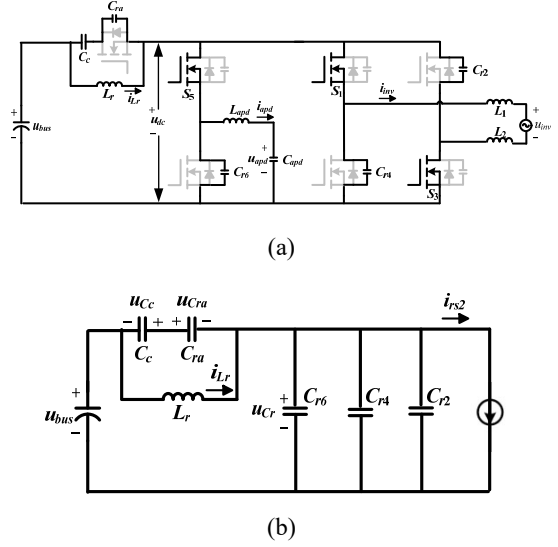 Cra
Cc
Lr
iLr
+
ubus
-
+
udc
-
S5
Lapd
iapd
+
uapd
-
Capd
Cr6
S1
iinv
Cr4
Cr2
S3
L1
L2
+
uinv
-
(a)
uCc
uCra
- +
+ -
Cc
Cra
iLr
Lr
irs2
+
ubus
-
uCr
+
-
Cr6
Cr4
Cr2
(b)